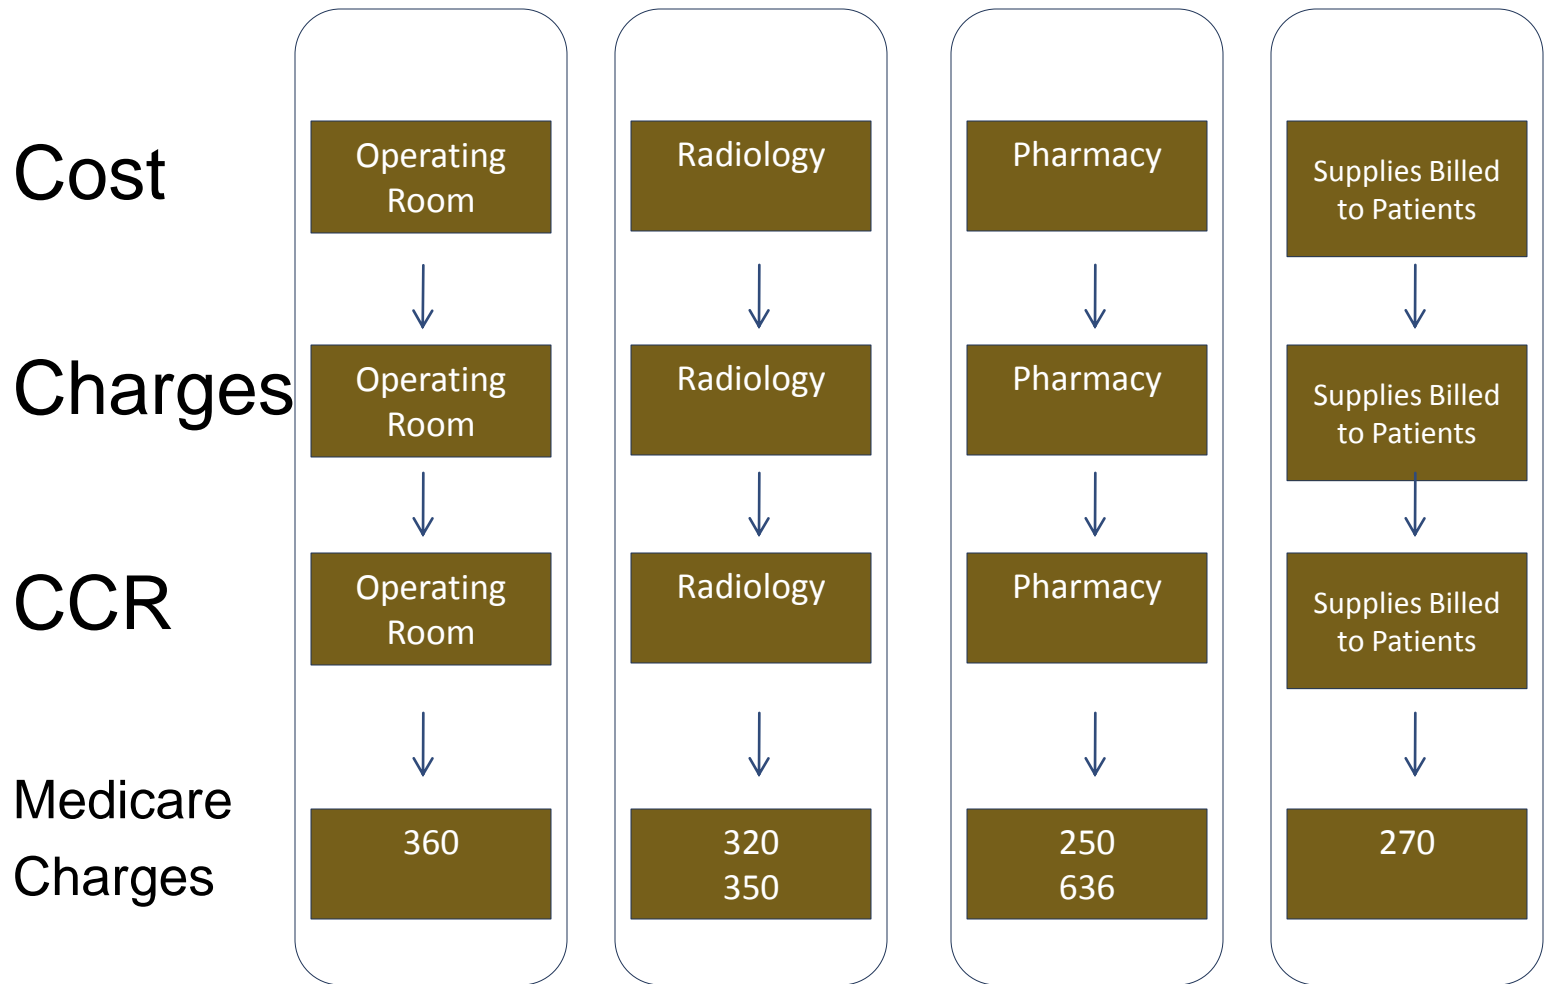 Cost
Operating
Room
Radiology
Pharmacy
Supplies Billed
to Patients
Charges
Operating
Room
Radiology
Pharmacy
Supplies Billed
to Patients
CCR
Operating
Room
Radiology
Pharmacy
Supplies Billed
to Patients
Medicare
Charges
360
320
350
250
636
270